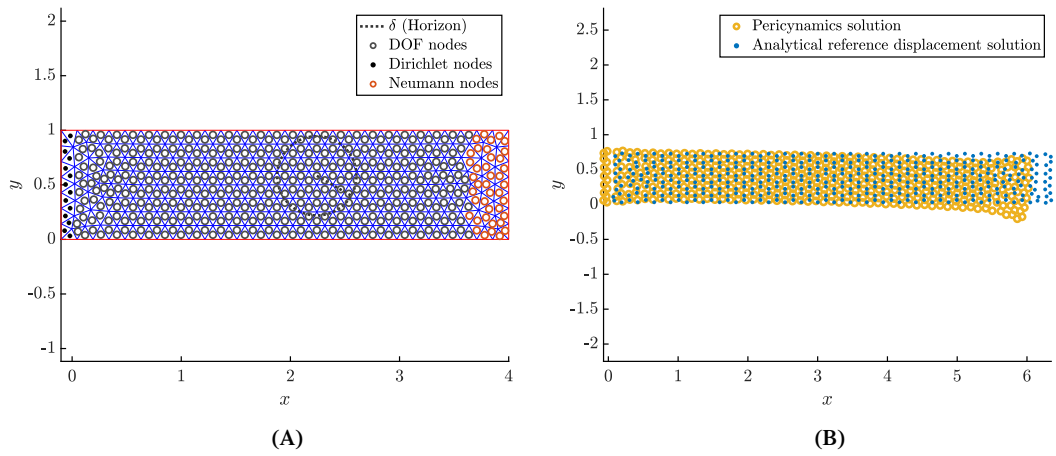 2
1.5
1
0.5
0
-0.5
-1
y
0
1
2
3
4
x
δ (Horizon)
DOF nodes
Dirichlet nodes
Neumann nodes
(A)
2.5
2
1.5
1
0.5
0
-0.5
-1
-1.5
-2
y
0
1
2
3
4
5
6
x
Pericynamics solution
Analytical reference displacement solution
(B)